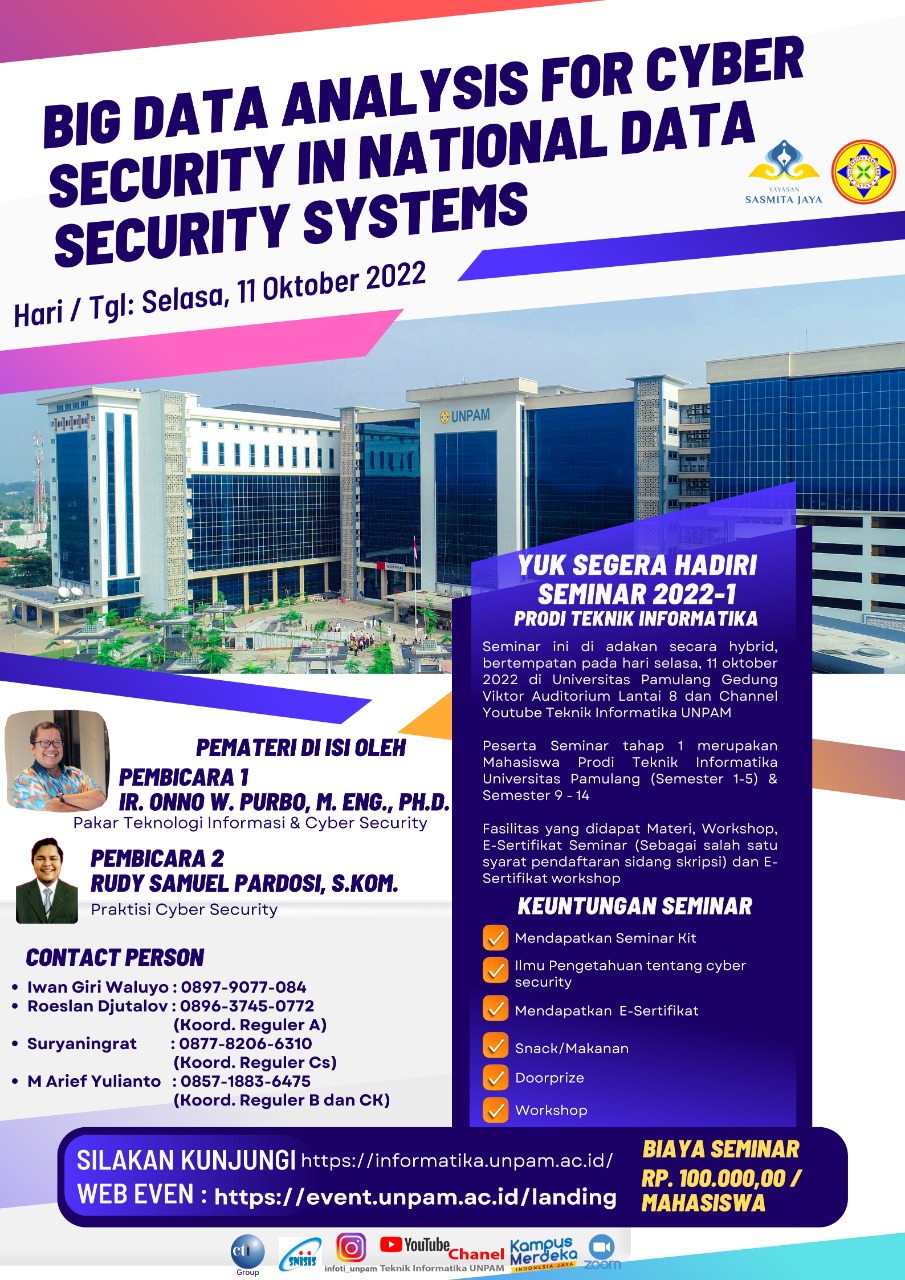 BIG DATA ANALYSIS FOR CYBER
SECURITY IN NATIONAL DATA
SECURITY SYSTEMS
YAYASAN
SASMITA JAYA
Hari / Tgl: Selasa, 11 Oktober 2022
UNPAM
YUK SEGERA HADIRI
SEMINAR 2022-1
PRODI TEKNIK INFORMATIKA
Seminar ini di adakan secara hybrid,
bertempatan pada hari selasa, 11 oktober
2022 di Universitas Pamulang Gedung
Viktor Auditorium Lantai 8 dan Channel
Youtube Teknik Informatika UNPAM
Peserta Seminar tahap 1 merupakan
Mahasiswa Prodi Teknik Informatika
Universitas Pamulang (Semester 1-5) &
Semester 9 - 14
Fasilitas yang didapat Materi, Workshop,
E-Sertifikat Seminar (Sebagai salah satu
syarat pendaftaran sidang skripsi) dan E-
Sertifikat workshop
KEUNTUNGAN SEMINAR
Mendapatkan Seminar Kit
Ilmu Pengetahuan tentang cyber
security
Mendapatkan E-Sertifikat
Snack/Makanan
Doorprize
Workshop
PEMATERI DI ISI OLEH
PEMBICARA 1
IR. ONNO W. PURBO, M. ENG., PH.D.
Pakar Teknologi Informasi & Cyber Security
PEMBICARA 2
RUDY SAMUEL PARDOSI, S.KOM.
Praktisi Cyber Security
CONTACT PERSON
• Iwan Giri Waluyo : 0897-9077-084
• Roeslan Djutalov : 0896-3745-0772
(Koord. Reguler A)
• Suryaningrat : 0877-8206-6310
(Koord. Reguler Cs)
• M Arief Yulianto : 0857-1883-6475
(Koord. Reguler B dan CK)
SILAKAN KUNJUNGI https://informatika.unpam.ac.id/
WEB EVEN : https://event.unpam.ac.id/landing
BIAYA SEMINAR
RP. 100.000,00 /
MAHASISWA
cti
Group
SNISIS
infoti_unpam
YouTube Chanel
Teknik Informatika UNPAM
Kampus
Merdeka
INDONESIA JAYA
zoom